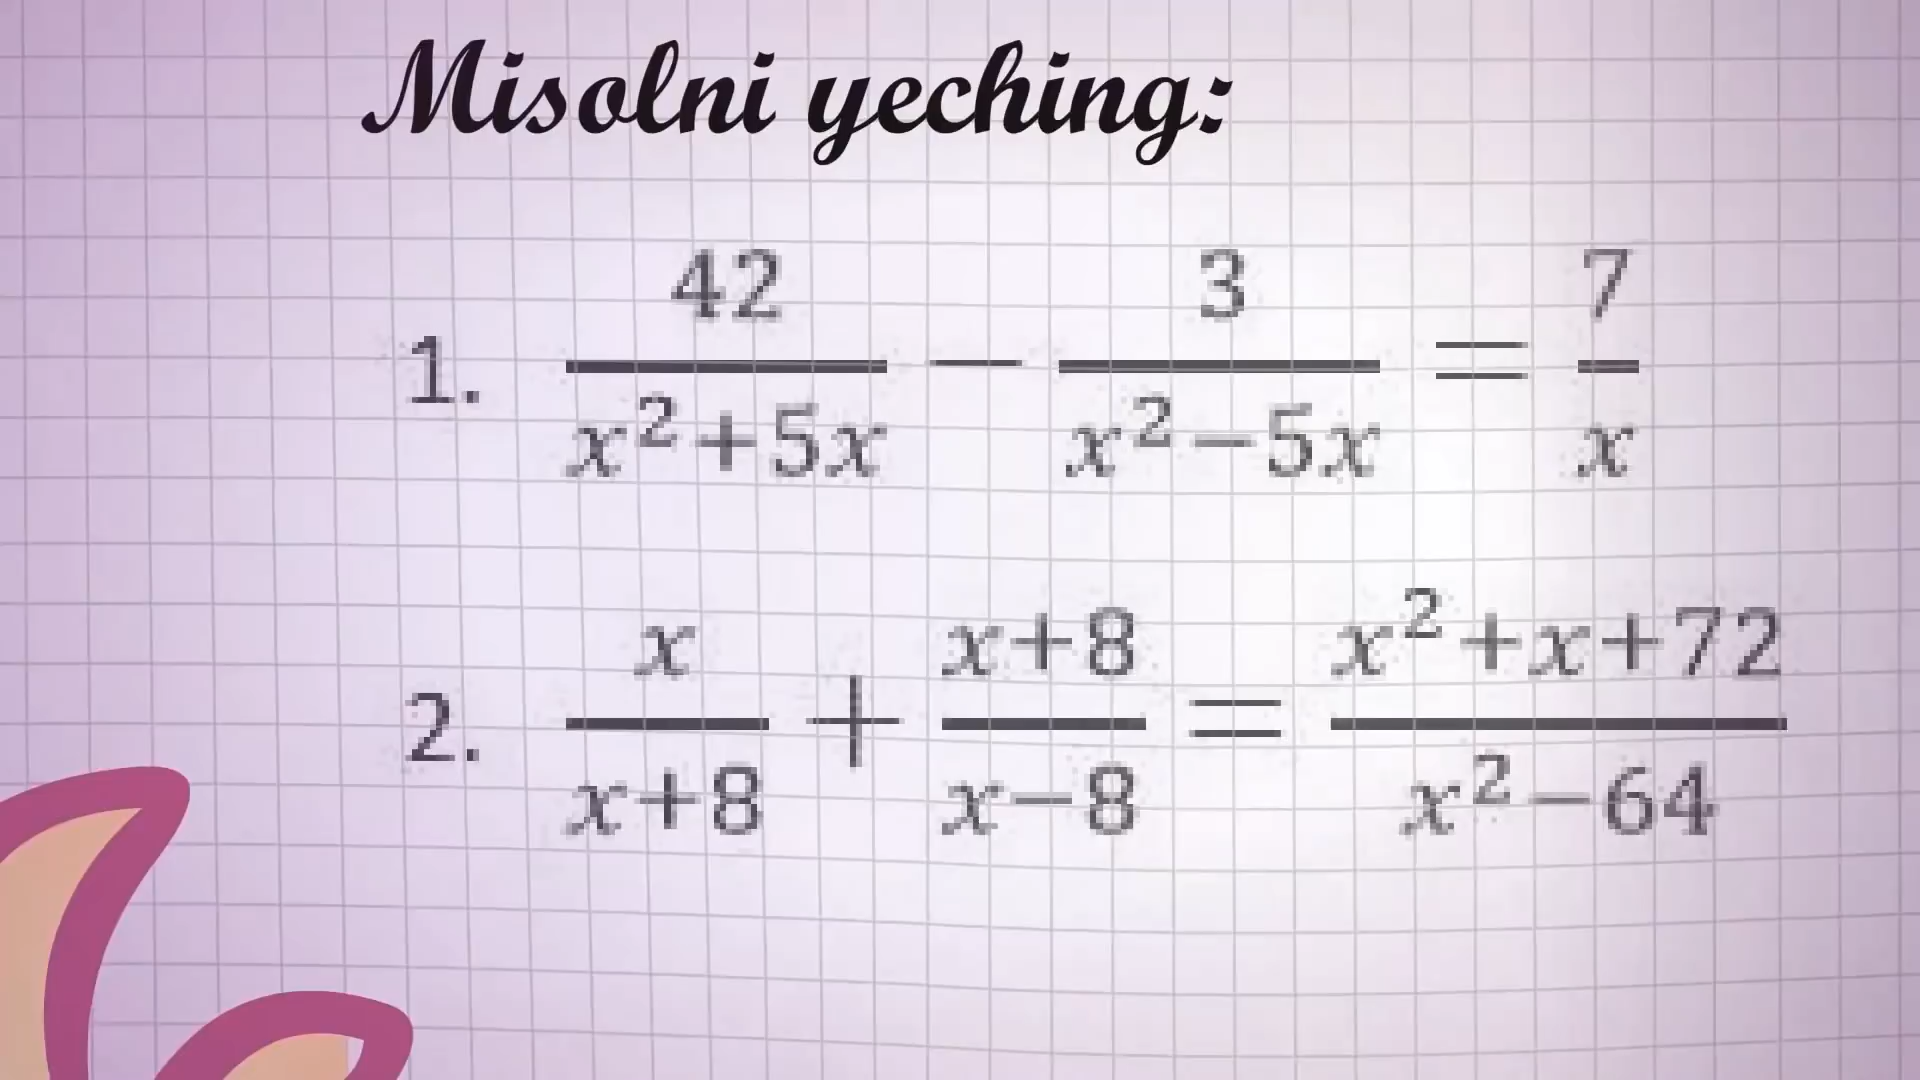 Misolni yeching:
1. 42/(x²+5x) − 3/(x²−5x) = 7/x
2. x/(x+8) + (x+8)/(x−8) = (x²+x+72)/(x²−64)